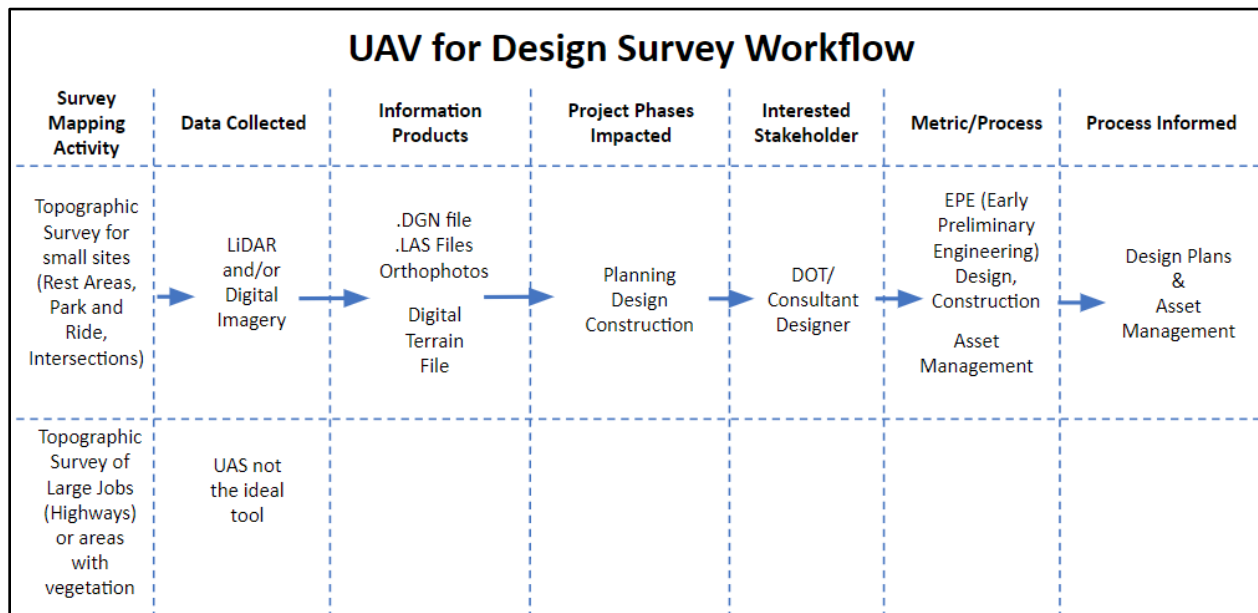 UAV for Design Survey Workflow
Survey
Mapping
Activity
Data Collected
Information
Products
Project Phases
Impacted
Interested
Stakeholder
Metric/Process
Process Informed
Topographic
Survey for
small sites
(Rest Areas,
Park and
Ride,
Intersections)
LiDAR
and/or
Digital
Imagery
.DGN file
.LAS Files
Orthophotos
Digital
Terrain
File
Planning
Design
Construction
DOT/
Consultant
Designer
EPE (Early
Preliminary
Engineering)
Design,
Construction
Asset
Management
Design Plans
&
Asset
Management
Topographic
Survey of
Large Jobs
(Highways)
or areas
with
vegetation
UAS not
the ideal
tool